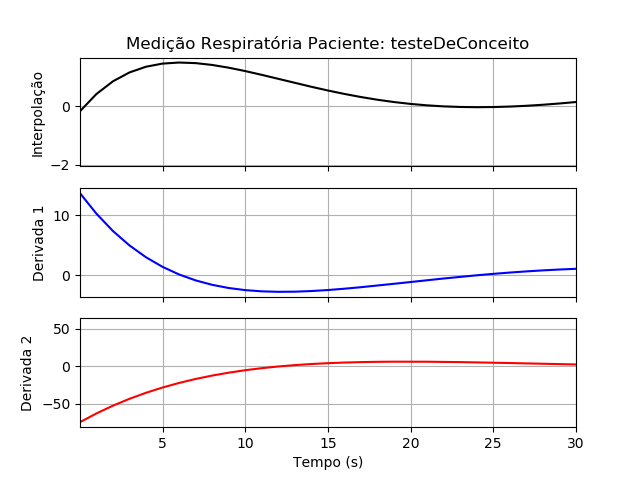 Medição Respiratória Paciente: testeDeConceito
Interpolação
0
−2
Derivada 1
10
0
Derivada 2
50
0
−50
5 10 15 20 25 30
Tempo (s)